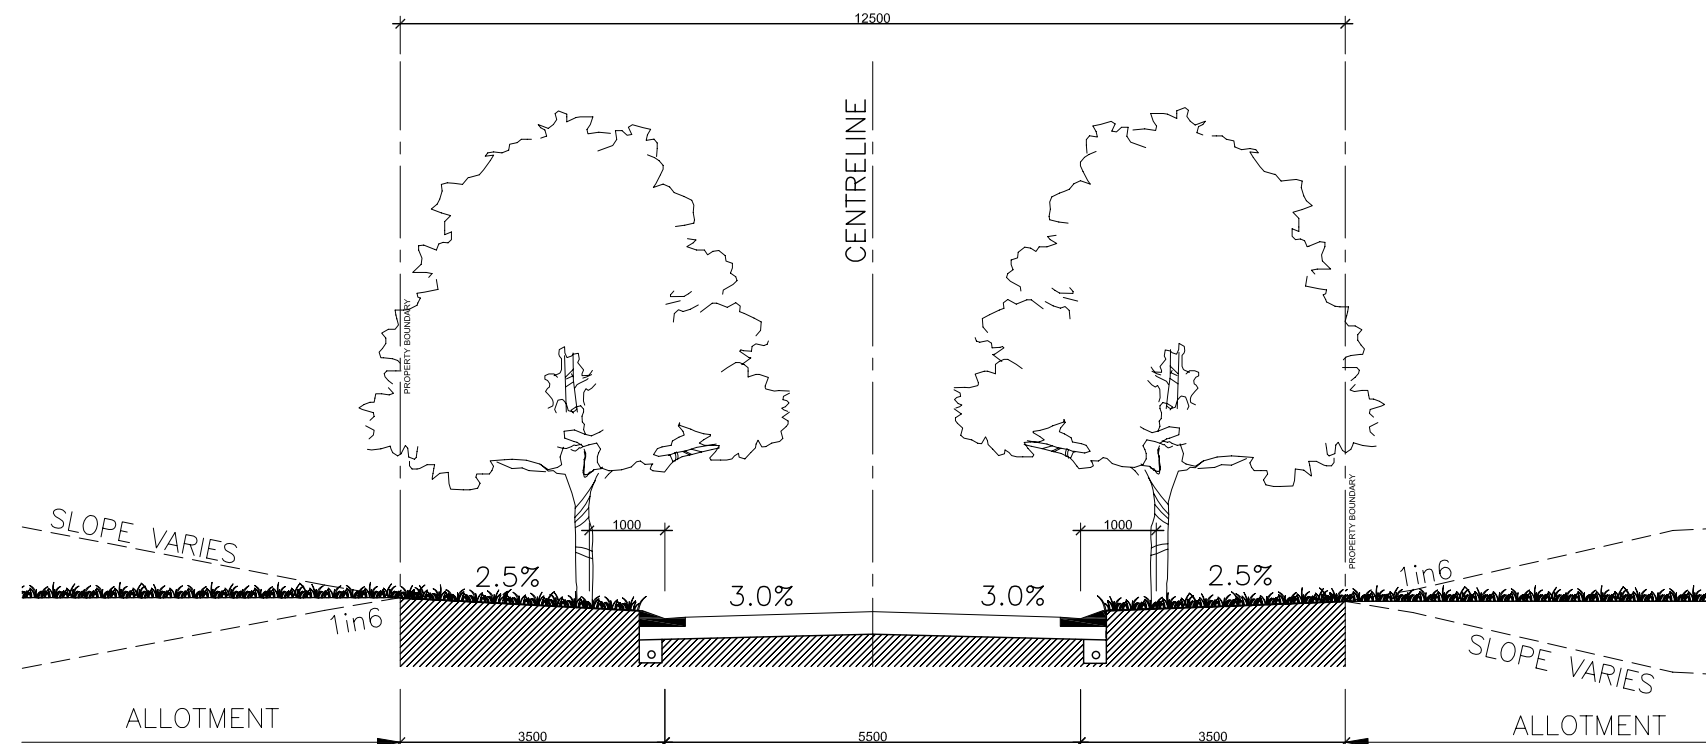 12500
CENTRELINE
PROPERTY BOUNDARY
PROPERTY BOUNDARY
SLOPE VARIES
1000
1000
2.5%
3.0%
3.0%
2.5%
1in6
1in6
SLOPE VARIES
ALLOTMENT
ALLOTMENT
3500
5500
3500